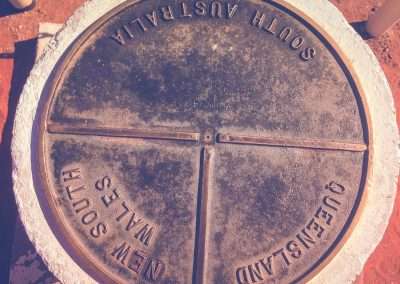 SOUTH AUSTRALIA
QUEENSLAND
NEW SOUTH
WALES